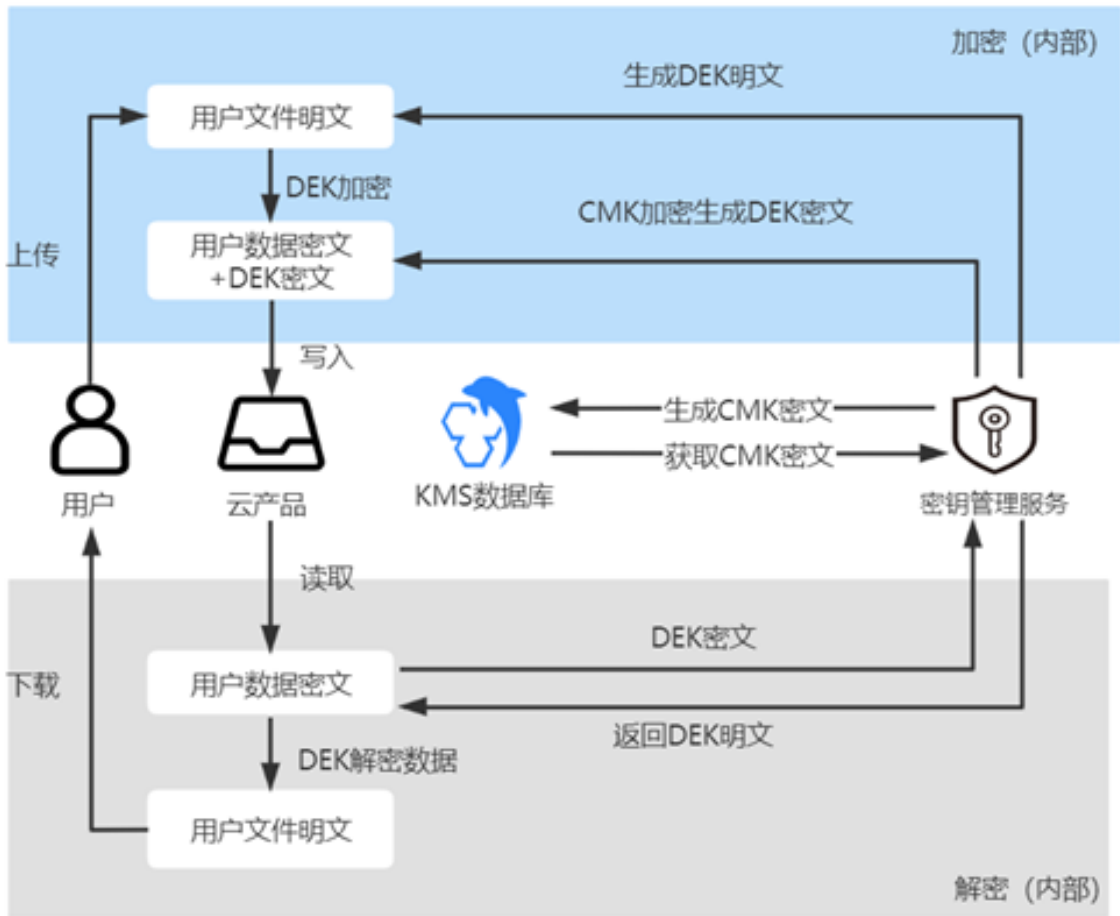 加密（内部）
生成DEK明文
用户文件明文
DEK加密
CMK加密生成DEK密文
上传
用户数据密文
+DEK密文
写入
生成CMK密文
获取CMK密文
用户
云产品
KMS数据库
密钥管理服务
读取
DEK密文
下载
用户数据密文
返回DEK明文
DEK解密数据
用户文件明文
解密（内部）